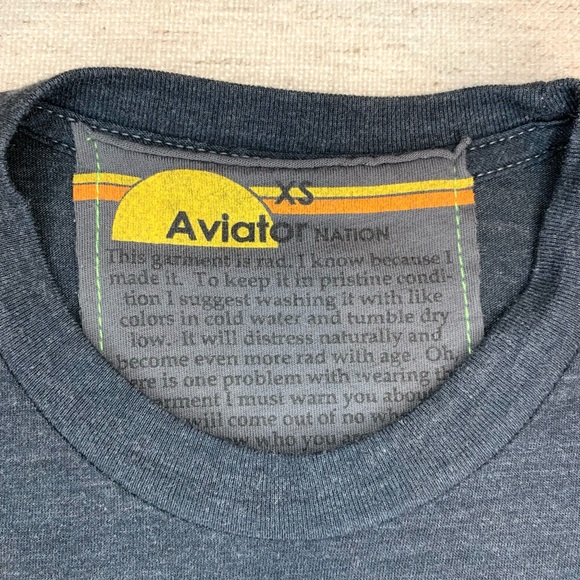 XS
Aviator NATION
This garment is rad. I know because I
made it. To keep it in pristine condi-
tion I suggest washing it with like
colors in cold water and tumble dry
low. It will distress naturally and
become even more rad with age. Oh
is one problem with wearing
I must warn you
will come out of no
who you